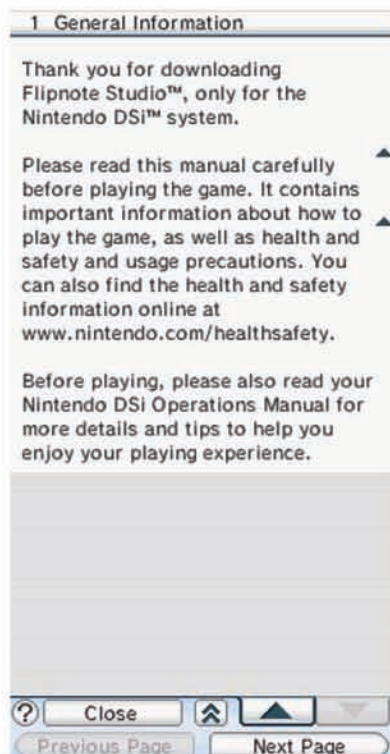 1 General Information
Thank you for downloading
Flipnote Studio™, only for the
Nintendo DSi™ system.
Please read this manual carefully
before playing the game. It contains
important information about how to
play the game, as well as health and
safety and usage precautions. You
can also find the health and safety
information online at
www.nintendo.com/healthsafety.
Before playing, please also read your
Nintendo DSi Operations Manual for
more details and tips to help you
enjoy your playing experience.
? Close
Previous Page Next Page